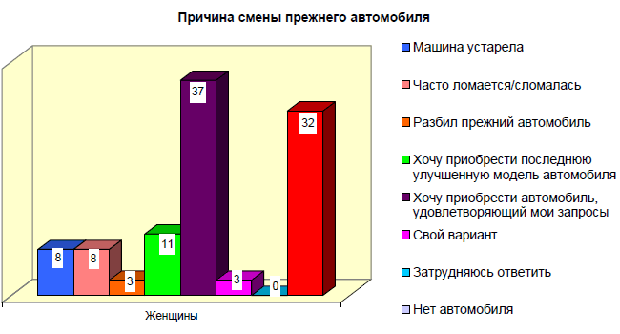 Причина смены прежнего автомобиля
8
8
3
11
37
3
0
32
Женщины
Машина устарела
Часто ломается/сломалась
Разбил прежний автомобиль
Хочу приобрести последнюю
улучшенную модель автомобиля
Хочу приобрести автомобиль,
удовлетворяющий мои запросы
Свой вариант
Затрудняюсь ответить
Нет автомобиля